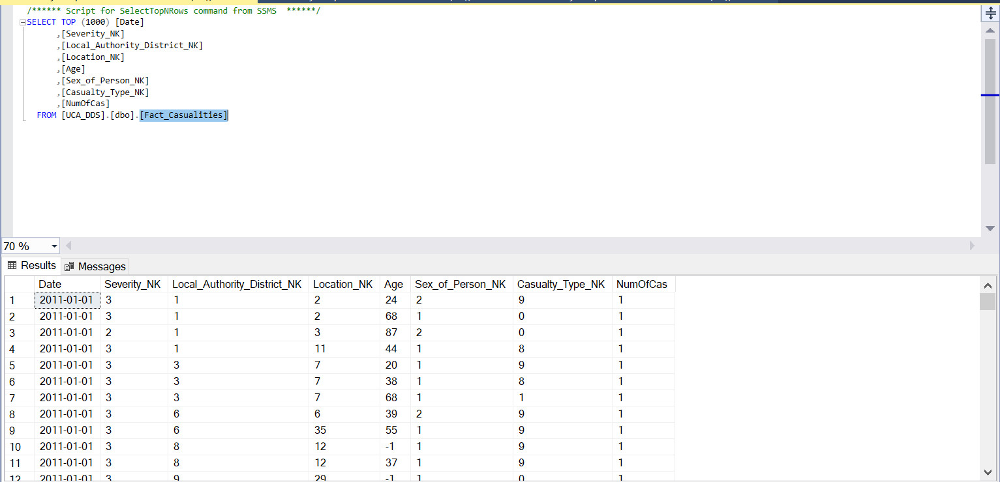 /****** Script for SelectTopNRows command from SSMS  ******/
SELECT TOP (1000) [Date]
,[Severity_NK]
,[Local_Authority_District_NK]
,[Location_NK]
,[Age]
,[Sex_of_Person_NK]
,[Casualty_Type_NK]
,[NumOfCas]
FROM [UCA_DDS].[dbo].[Fact_Casualities]
70 %
Results Messages
Date Severity_NK Local_Authority_District_NK Location_NK Age Sex_of_Person_NK Casualty_Type_NK NumOfCas
1 2011-01-01 3 1 2 24 2 9 1
2 2011-01-01 3 1 2 68 1 0 1
3 2011-01-01 2 1 3 87 2 0 1
4 2011-01-01 3 1 11 44 1 8 1
5 2011-01-01 3 3 7 20 1 9 1
6 2011-01-01 3 3 7 38 1 8 1
7 2011-01-01 3 3 7 68 1 1 1
8 2011-01-01 3 6 6 39 2 9 1
9 2011-01-01 3 6 35 55 1 9 1
10 2011-01-01 3 8 12 -1 1 9 1
11 2011-01-01 3 8 12 37 1 9 1
12 2011-01-01 3 9 29 -1 1 0 1